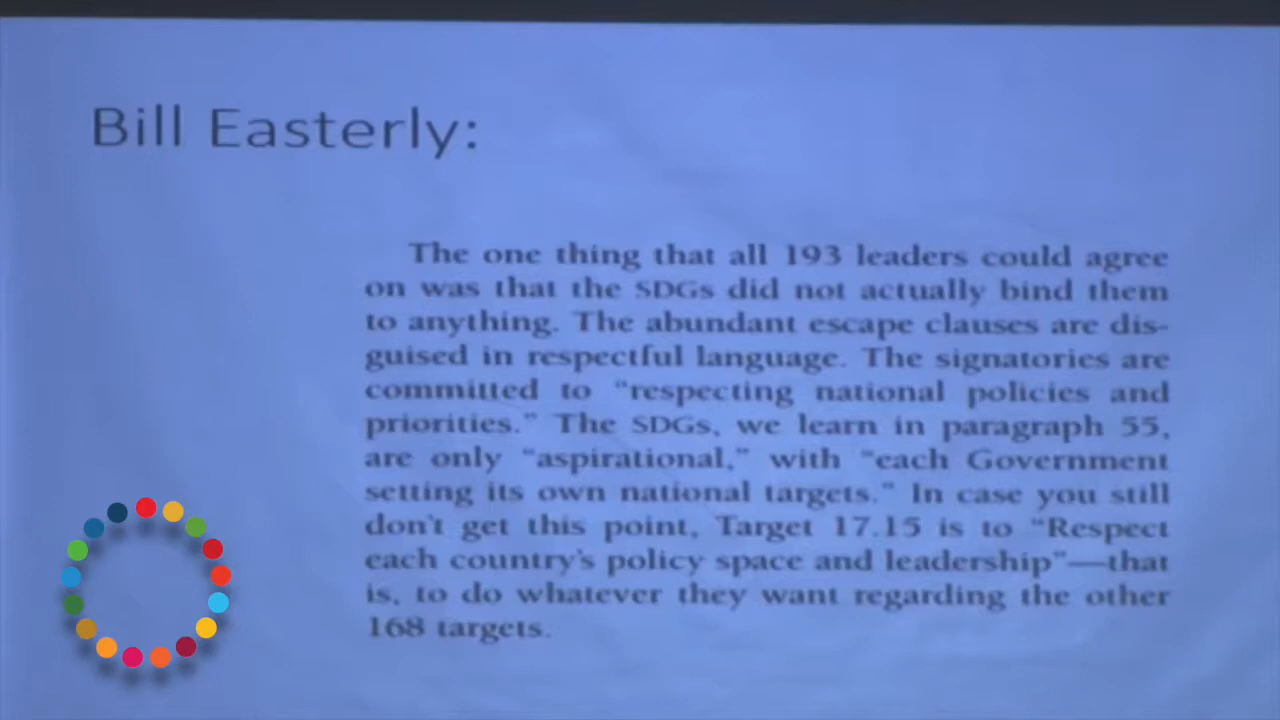 Bill Easterly:
The one thing that all 193 leaders could agree
on was that the SDGs did not actually bind them
to anything. The abundant escape clauses are dis-
guised in respectful language. The signatories are
committed to “respecting national policies and
priorities.” The SDGs, we learn in paragraph 55,
are only “aspirational,” with “each Government
setting its own national targets.” In case you still
don’t get this point, Target 17.15 is to “Respect
each country’s policy space and leadership”—that
is, to do whatever they want regarding the other
168 targets.